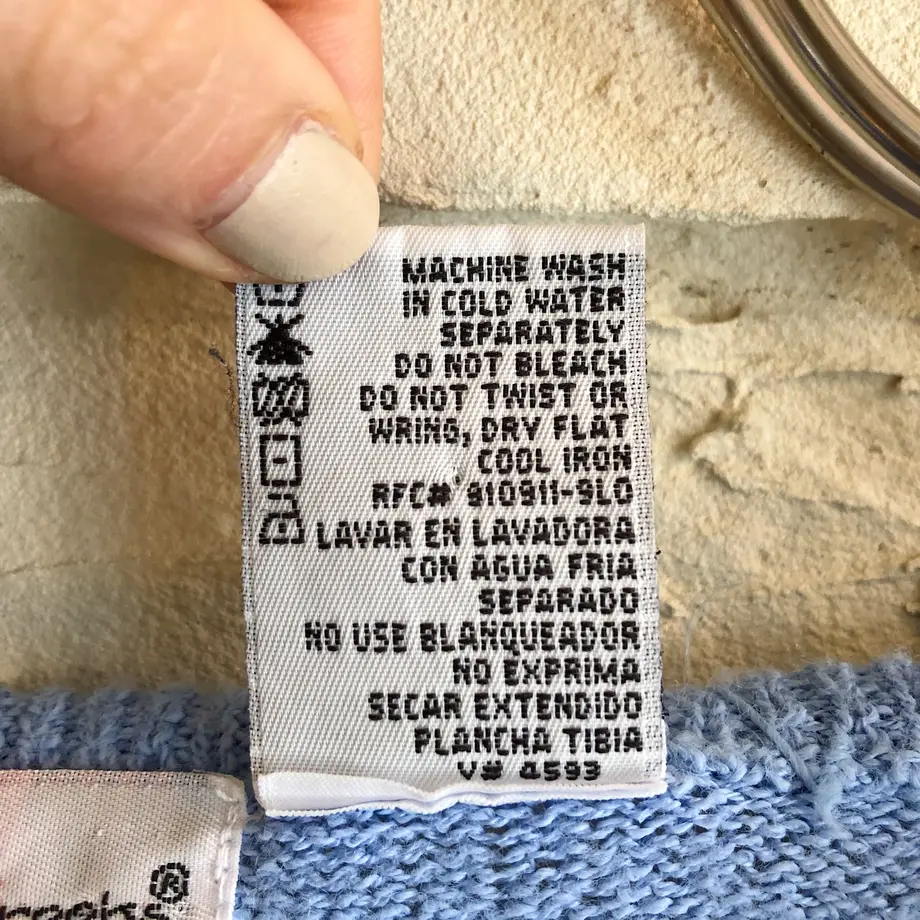 MACHINE WASH
IN COLD WATER
SEPARATELY
DO NOT BLEACH
DO NOT TWIST OR
WRING, DRY FLAT
COOL IRON
RFC# 910911-9L0
LAVAR EN LAVADORA
CON AGUA FRIA
SEPARADO
NO USE BLANQUEADOR
NO EXPRIMA
SECAR EXTENDIDO
PLANCHA TIBIA
V# 4593
®